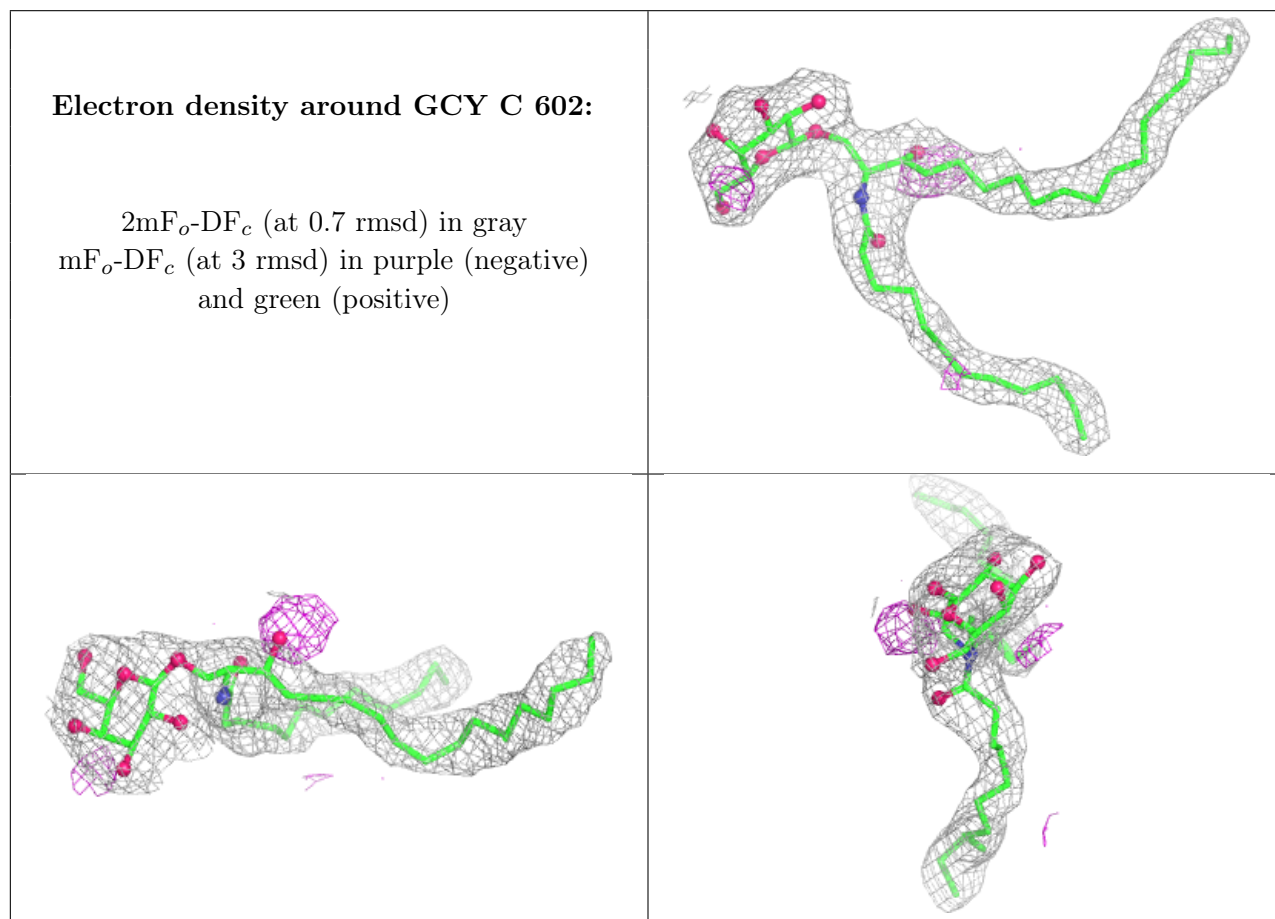 Electron density around GCY C 602:
2mFo-DFc (at 0.7 rmsd) in gray
mFo-DFc (at 3 rmsd) in purple (negative)
and green (positive)